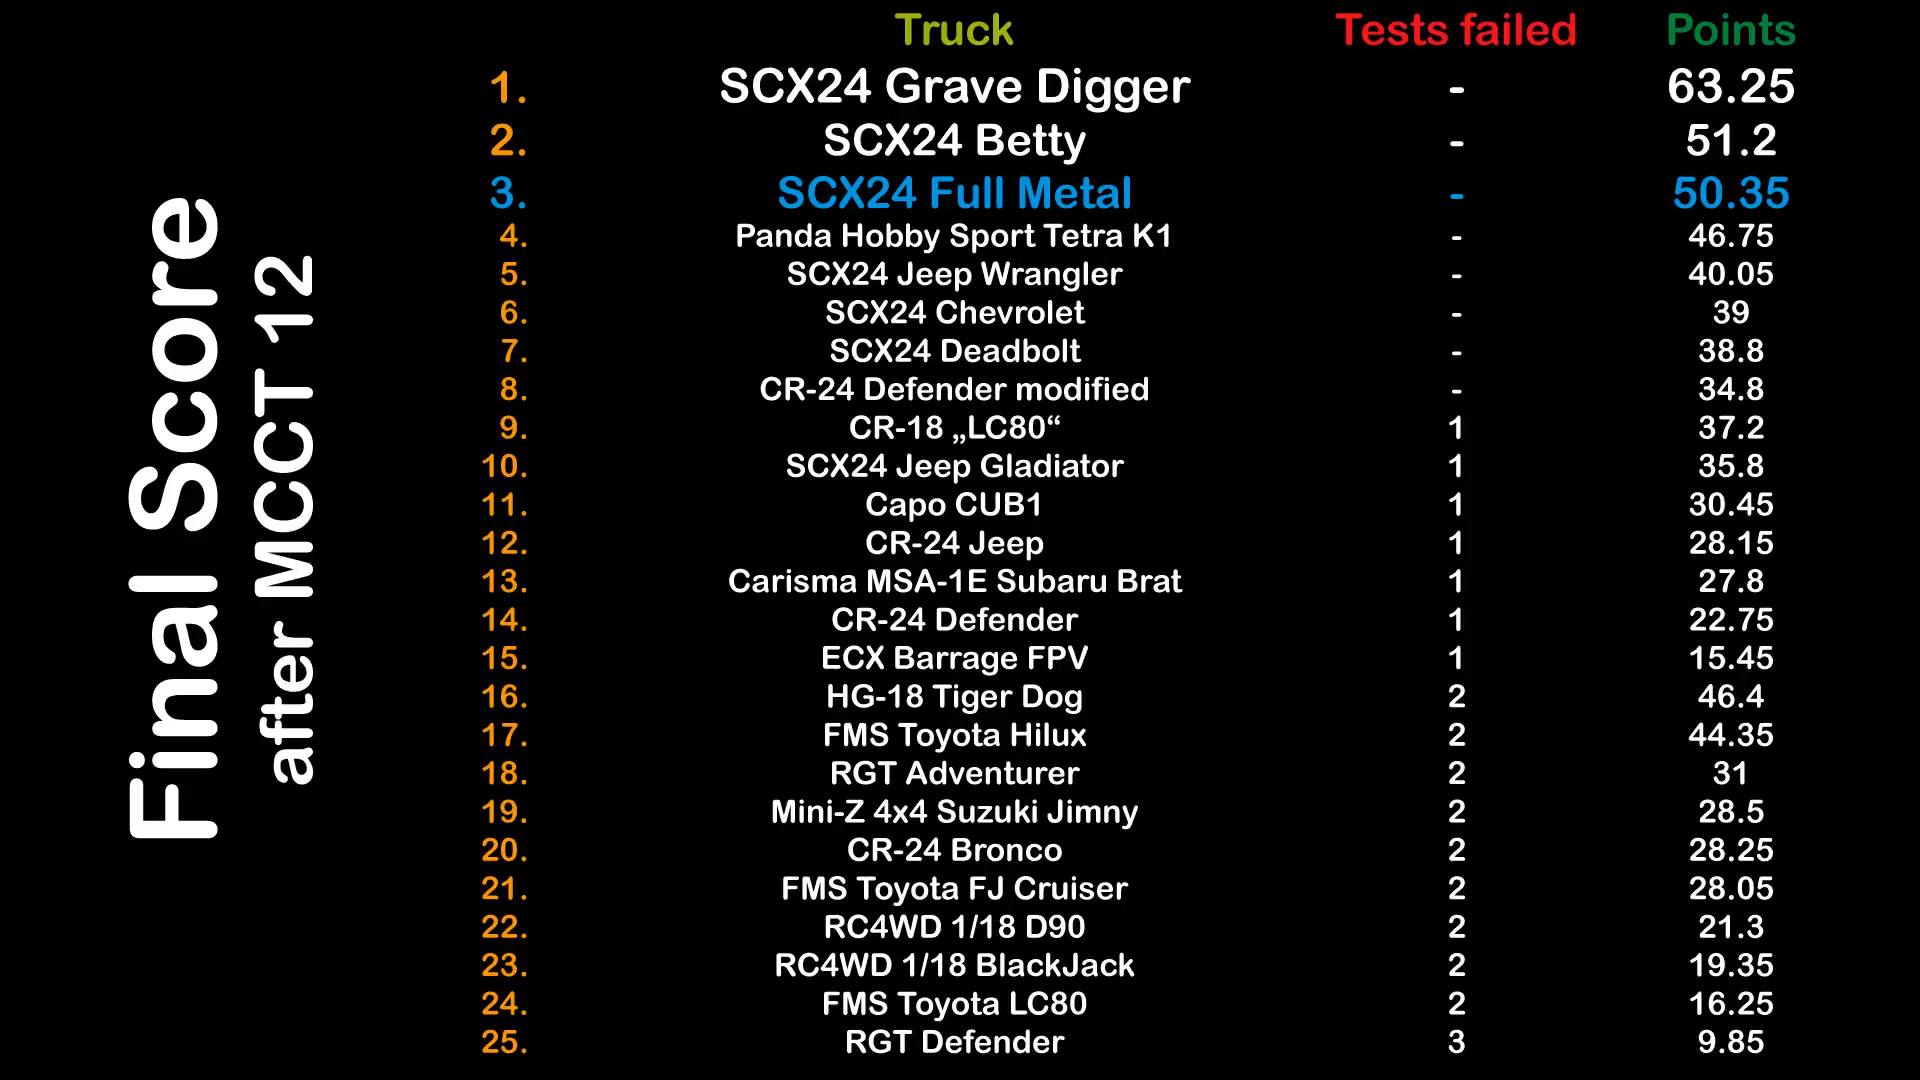 Final Score
after MCCT 12
Truck Tests failed Points
1. SCX24 Grave Digger - 63.25
2. SCX24 Betty - 51.2
3. SCX24 Full Metal - 50.35
4. Panda Hobby Sport Tetra K1 - 46.75
5. SCX24 Jeep Wrangler - 40.05
6. SCX24 Chevrolet - 39
7. SCX24 Deadbolt - 38.8
8. CR-24 Defender modified - 34.8
9. CR-18 „LC80“ 1 37.2
10. SCX24 Jeep Gladiator 1 35.8
11. Capo CUB1 1 30.45
12. CR-24 Jeep 1 28.15
13. Carisma MSA-1E Subaru Brat 1 27.8
14. CR-24 Defender 1 22.75
15. ECX Barrage FPV 1 15.45
16. HG-18 Tiger Dog 2 46.4
17. FMS Toyota Hilux 2 44.35
18. RGT Adventurer 2 31
19. Mini-Z 4x4 Suzuki Jimny 2 28.5
20. CR-24 Bronco 2 28.25
21. FMS Toyota FJ Cruiser 2 28.05
22. RC4WD 1/18 D90 2 21.3
23. RC4WD 1/18 BlackJack 2 19.35
24. FMS Toyota LC80 2 16.25
25. RGT Defender 3 9.85